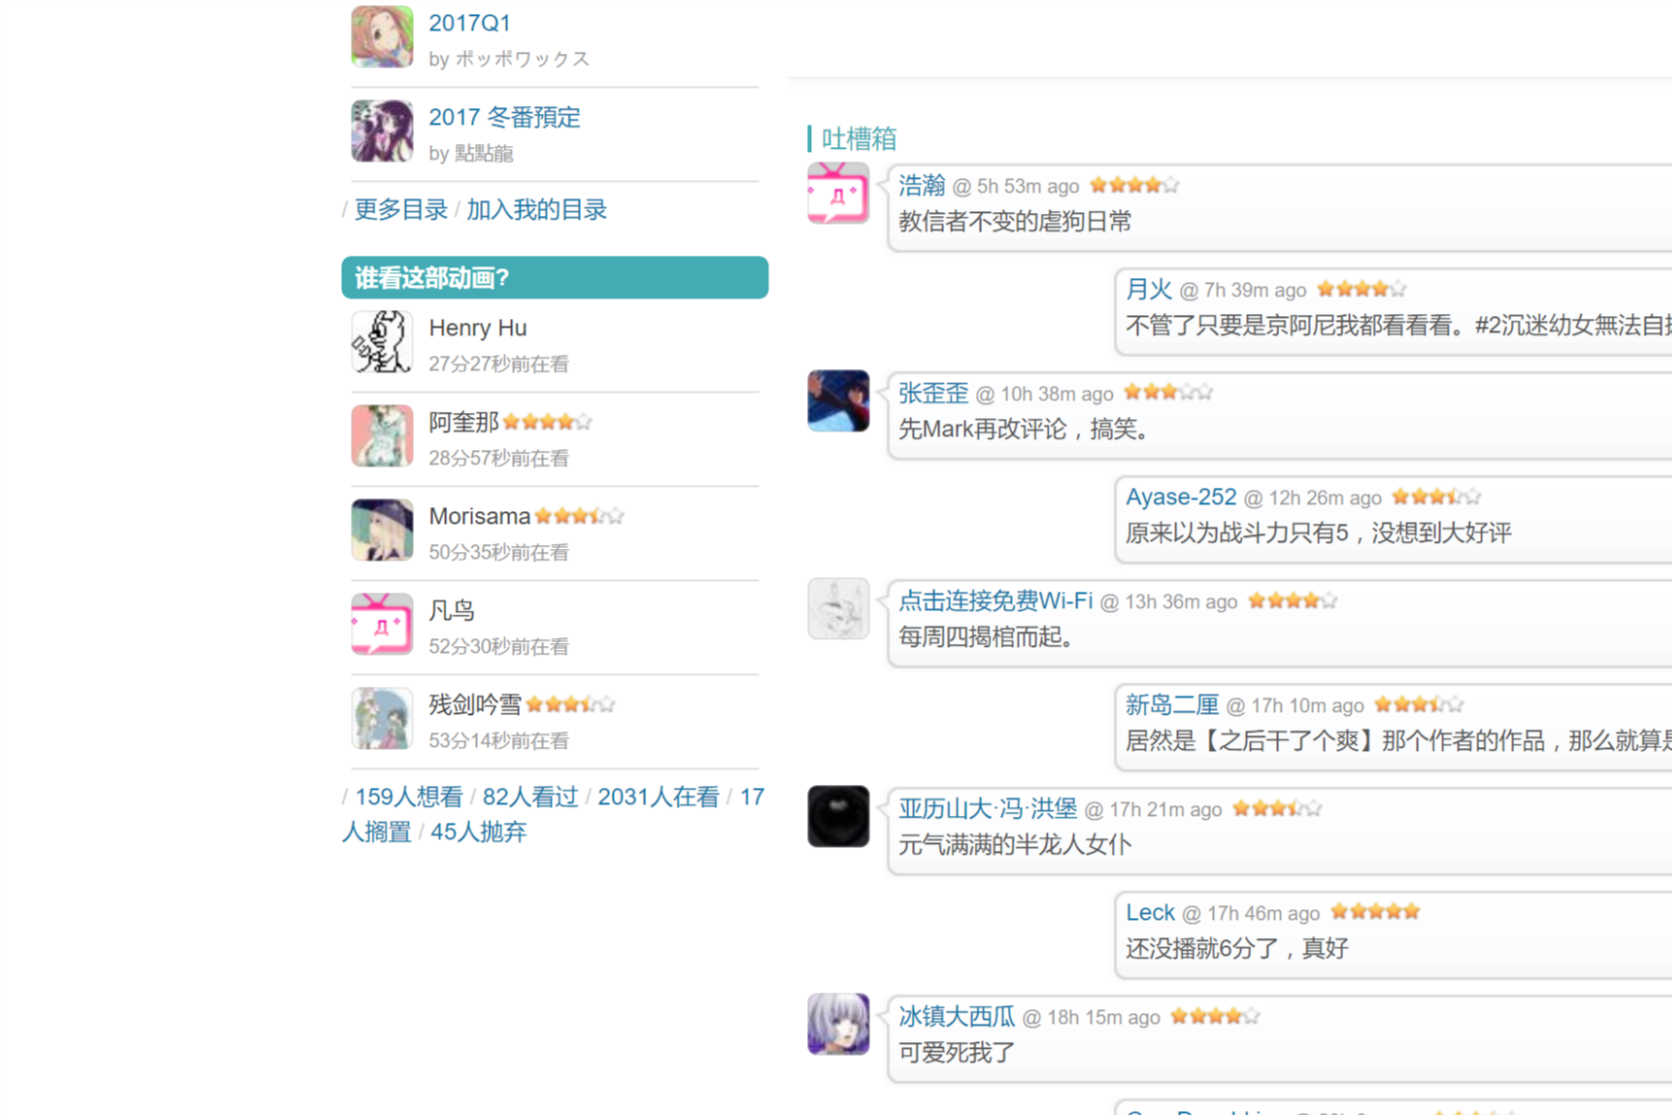 2017Q1
by ポッポワックス
2017 冬番預定
by 點點龍
/ 更多目录 / 加入我的目录
谁看这部动画?
Henry Hu
27分27秒前在看
阿奎那
28分57秒前在看
Morisama
50分35秒前在看
凡鸟
52分30秒前在看
残剑吟雪
53分14秒前在看
/ 159人想看 / 82人看过 / 2031人在看 / 17
人搁置 / 45人抛弃
吐槽箱
浩瀚 @ 5h 53m ago
教信者不变的虐狗日常
月火 @ 7h 39m ago
不管了只要是京阿尼我都看看看。#2沉迷幼女無法自
张歪歪 @ 10h 38m ago
先Mark再改评论，搞笑。
Ayase-252 @ 12h 26m ago
原来以为战斗力只有5，没想到大好评
点击连接免费Wi-Fi @ 13h 36m ago
每周四揭棺而起。
新岛二厘 @ 17h 10m ago
居然是【之后干了个爽】那个作者的作品，那么就算是
亚历山大·冯·洪堡 @ 17h 21m ago
元气满满的半龙人女仆
Leck @ 17h 46m ago
还没播就6分了，真好
冰镇大西瓜 @ 18h 15m ago
可爱死我了